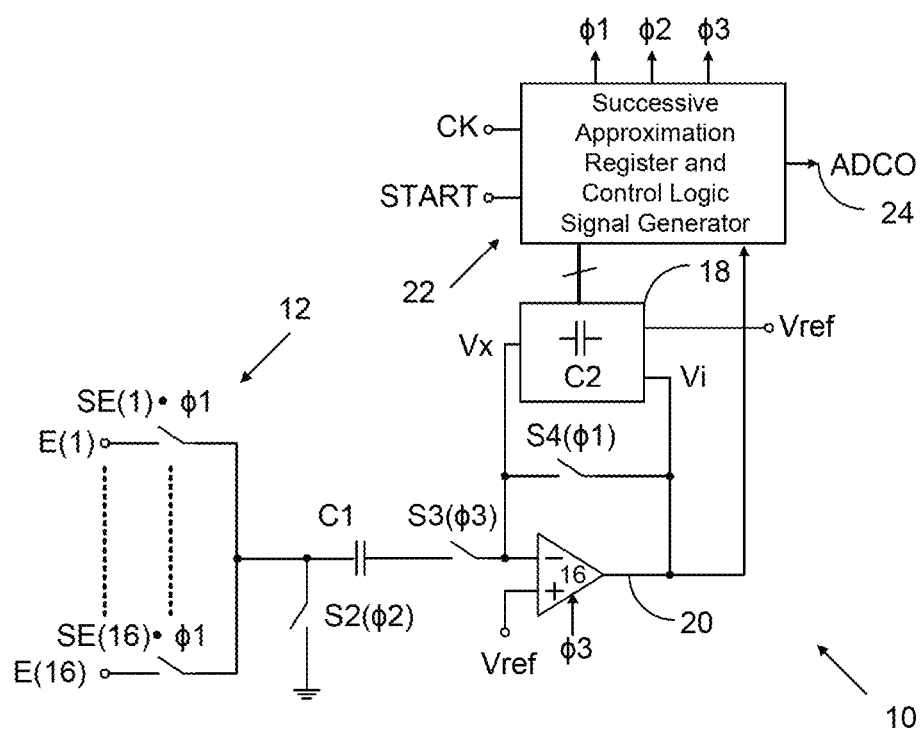 ϕ1 ϕ2 ϕ3
Successive
Approximation
Register and
Control Logic
Signal Generator
CK
START
ADCO
24
22
18
12
Vx
C2
Vref
Vi
SE(1)• ϕ1
E(1)
S4(ϕ1)
C1
S3(ϕ3)
−
16
+
S2(ϕ2)
20
SE(16)• ϕ1
E(16)
Vref
ϕ3
10